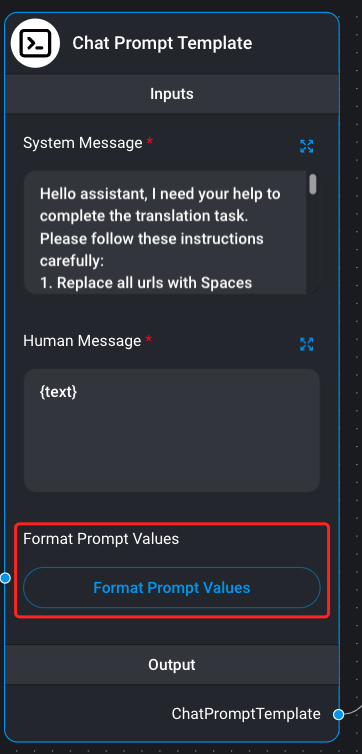 Chat Prompt Template
Inputs
System Message *
Hello assistant, I need your help to
complete the translation task.
Please follow these instructions
carefully:
1. Replace all urls with Spaces
Human Message *
{text}
Format Prompt Values
Format Prompt Values
Output
ChatPromptTemplate